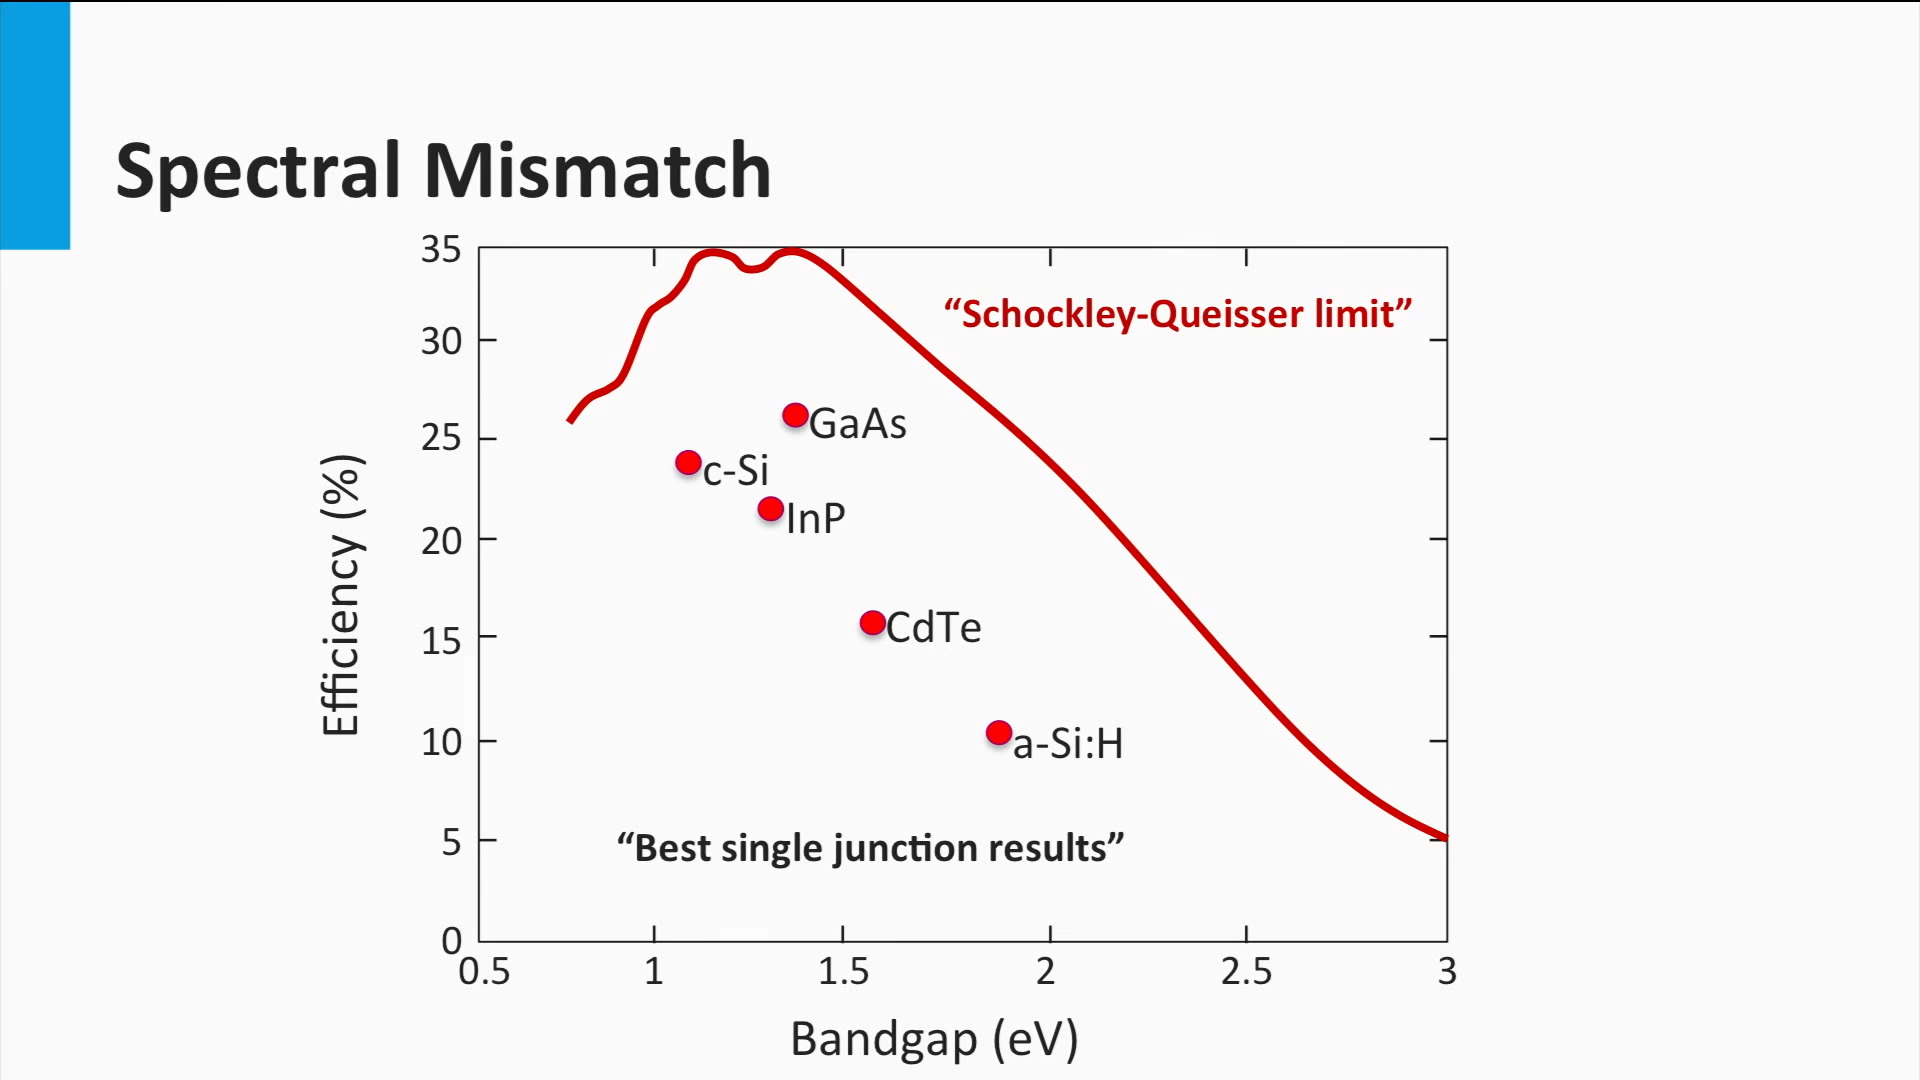 Spectral Mismatch
35
30
25
20
15
10
5
0
Efficiency (%)
“Schockley-Queisser limit”
GaAs
c-Si
InP
CdTe
a-Si:H
“Best single junction results”
0.5 1 1.5 2 2.5 3
Bandgap (eV)